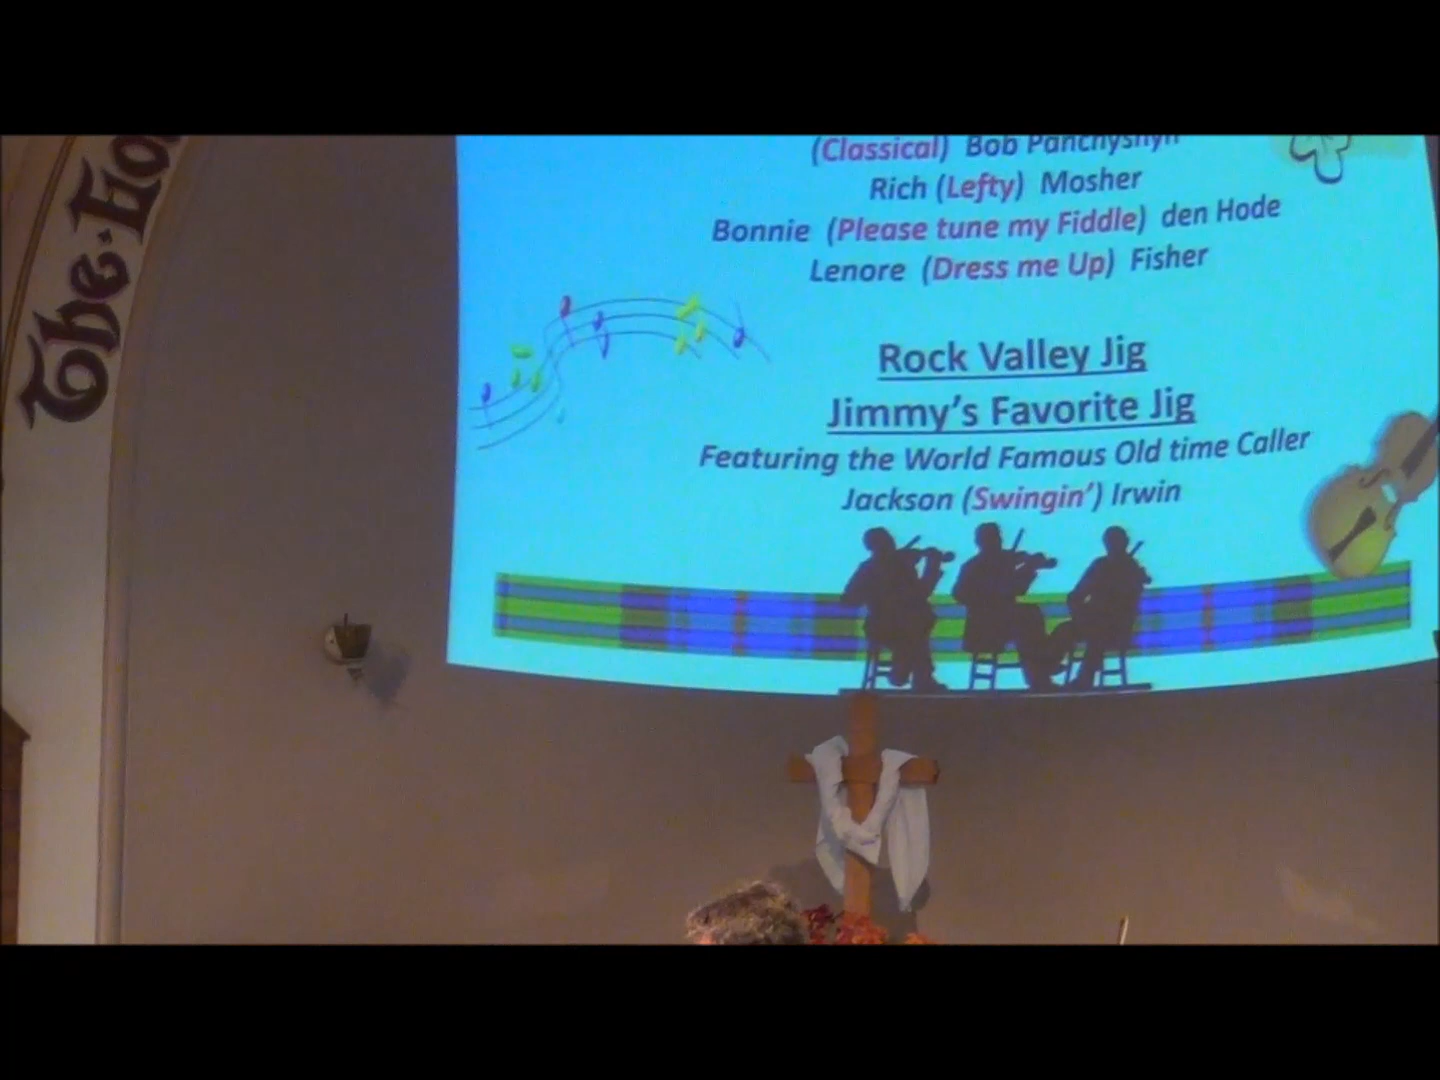 The
(Classical) Bob Panchyshyn
Rich (Lefty) Mosher
Bonnie (Please tune my Fiddle) den Hode
Lenore (Dress me Up) Fisher
Rock Valley Jig
Jimmy's Favorite Jig
Featuring the World Famous Old time Caller
Jackson (Swingin') Irwin